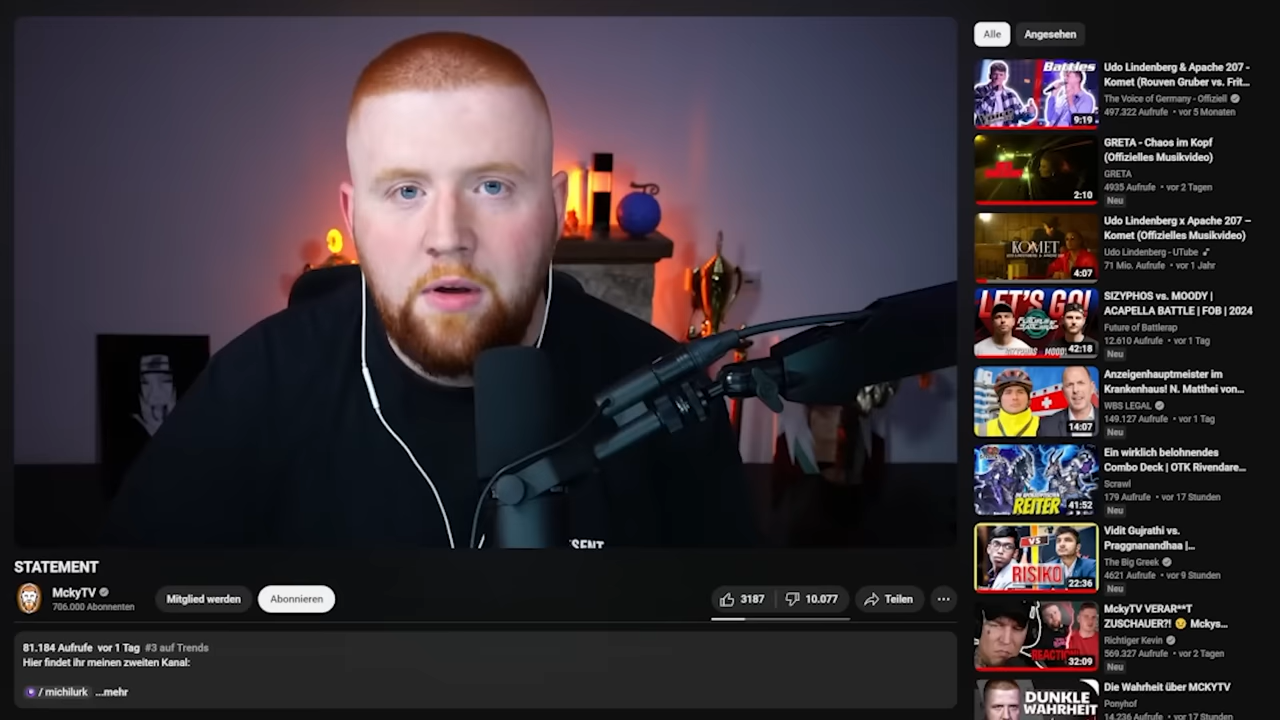 Alle
Angesehen
Battles
9:19
Udo Lindenberg & Apache 207 -
Komet (Rouven Gruber vs. Frit...
The Voice of Germany - Offiziell
497.322 Aufrufe • vor 5 Monaten
2:10
GRETA - Chaos im Kopf
(Offizielles Musikvideo)
GRETA
4935 Aufrufe • vor 2 Tagen
Neu
KOMET
4:07
Udo Lindenberg x Apache 207 –
Komet (Offizielles Musikvideo)
Udo Lindenberg - UTube
71 Mio. Aufrufe • vor 1 Jahr
LET'S GO!
SIZYPHOS MOODY
42:18
SIZYPHOS vs. MOODY |
ACAPELLA BATTLE | FOB | 2024
Future of Battlerap
12.610 Aufrufe • vor 1 Tag
Neu
14:07
Anzeigenhauptmeister im
Krankenhaus! N. Matthei von...
WBS LEGAL
149.127 Aufrufe • vor 1 Tag
Neu
REITER
41:52
Ein wirklich belohnendes
Combo Deck | OTK Rivendare...
Scrawl
179 Aufrufe • vor 17 Stunden
Neu
VS
RISIKO
22:36
Vidit Gujrathi vs.
Praggnanandhaa |...
The Big Greek
4621 Aufrufe • vor 9 Stunden
Neu
REACTI
32:09
MckyTV VERAR**T
ZUSCHAUER?! 😢 Mckys...
Richtiger Kevin
569.327 Aufrufe • vor 2 Tagen
Neu
DUNKLE
WAHRHEIT
Die Wahrheit über MCKYTV
Ponyhof
14.236 Aufrufe • vor 17 Stunden
STATEMENT
MckyTV
706.000 Abonnenten
Mitglied werden
Abonnieren
3187
10.077
Teilen
81.184 Aufrufe vor 1 Tag #3 auf Trends
Hier findet ihr meinen zweiten Kanal:
/ michilurk ...mehr